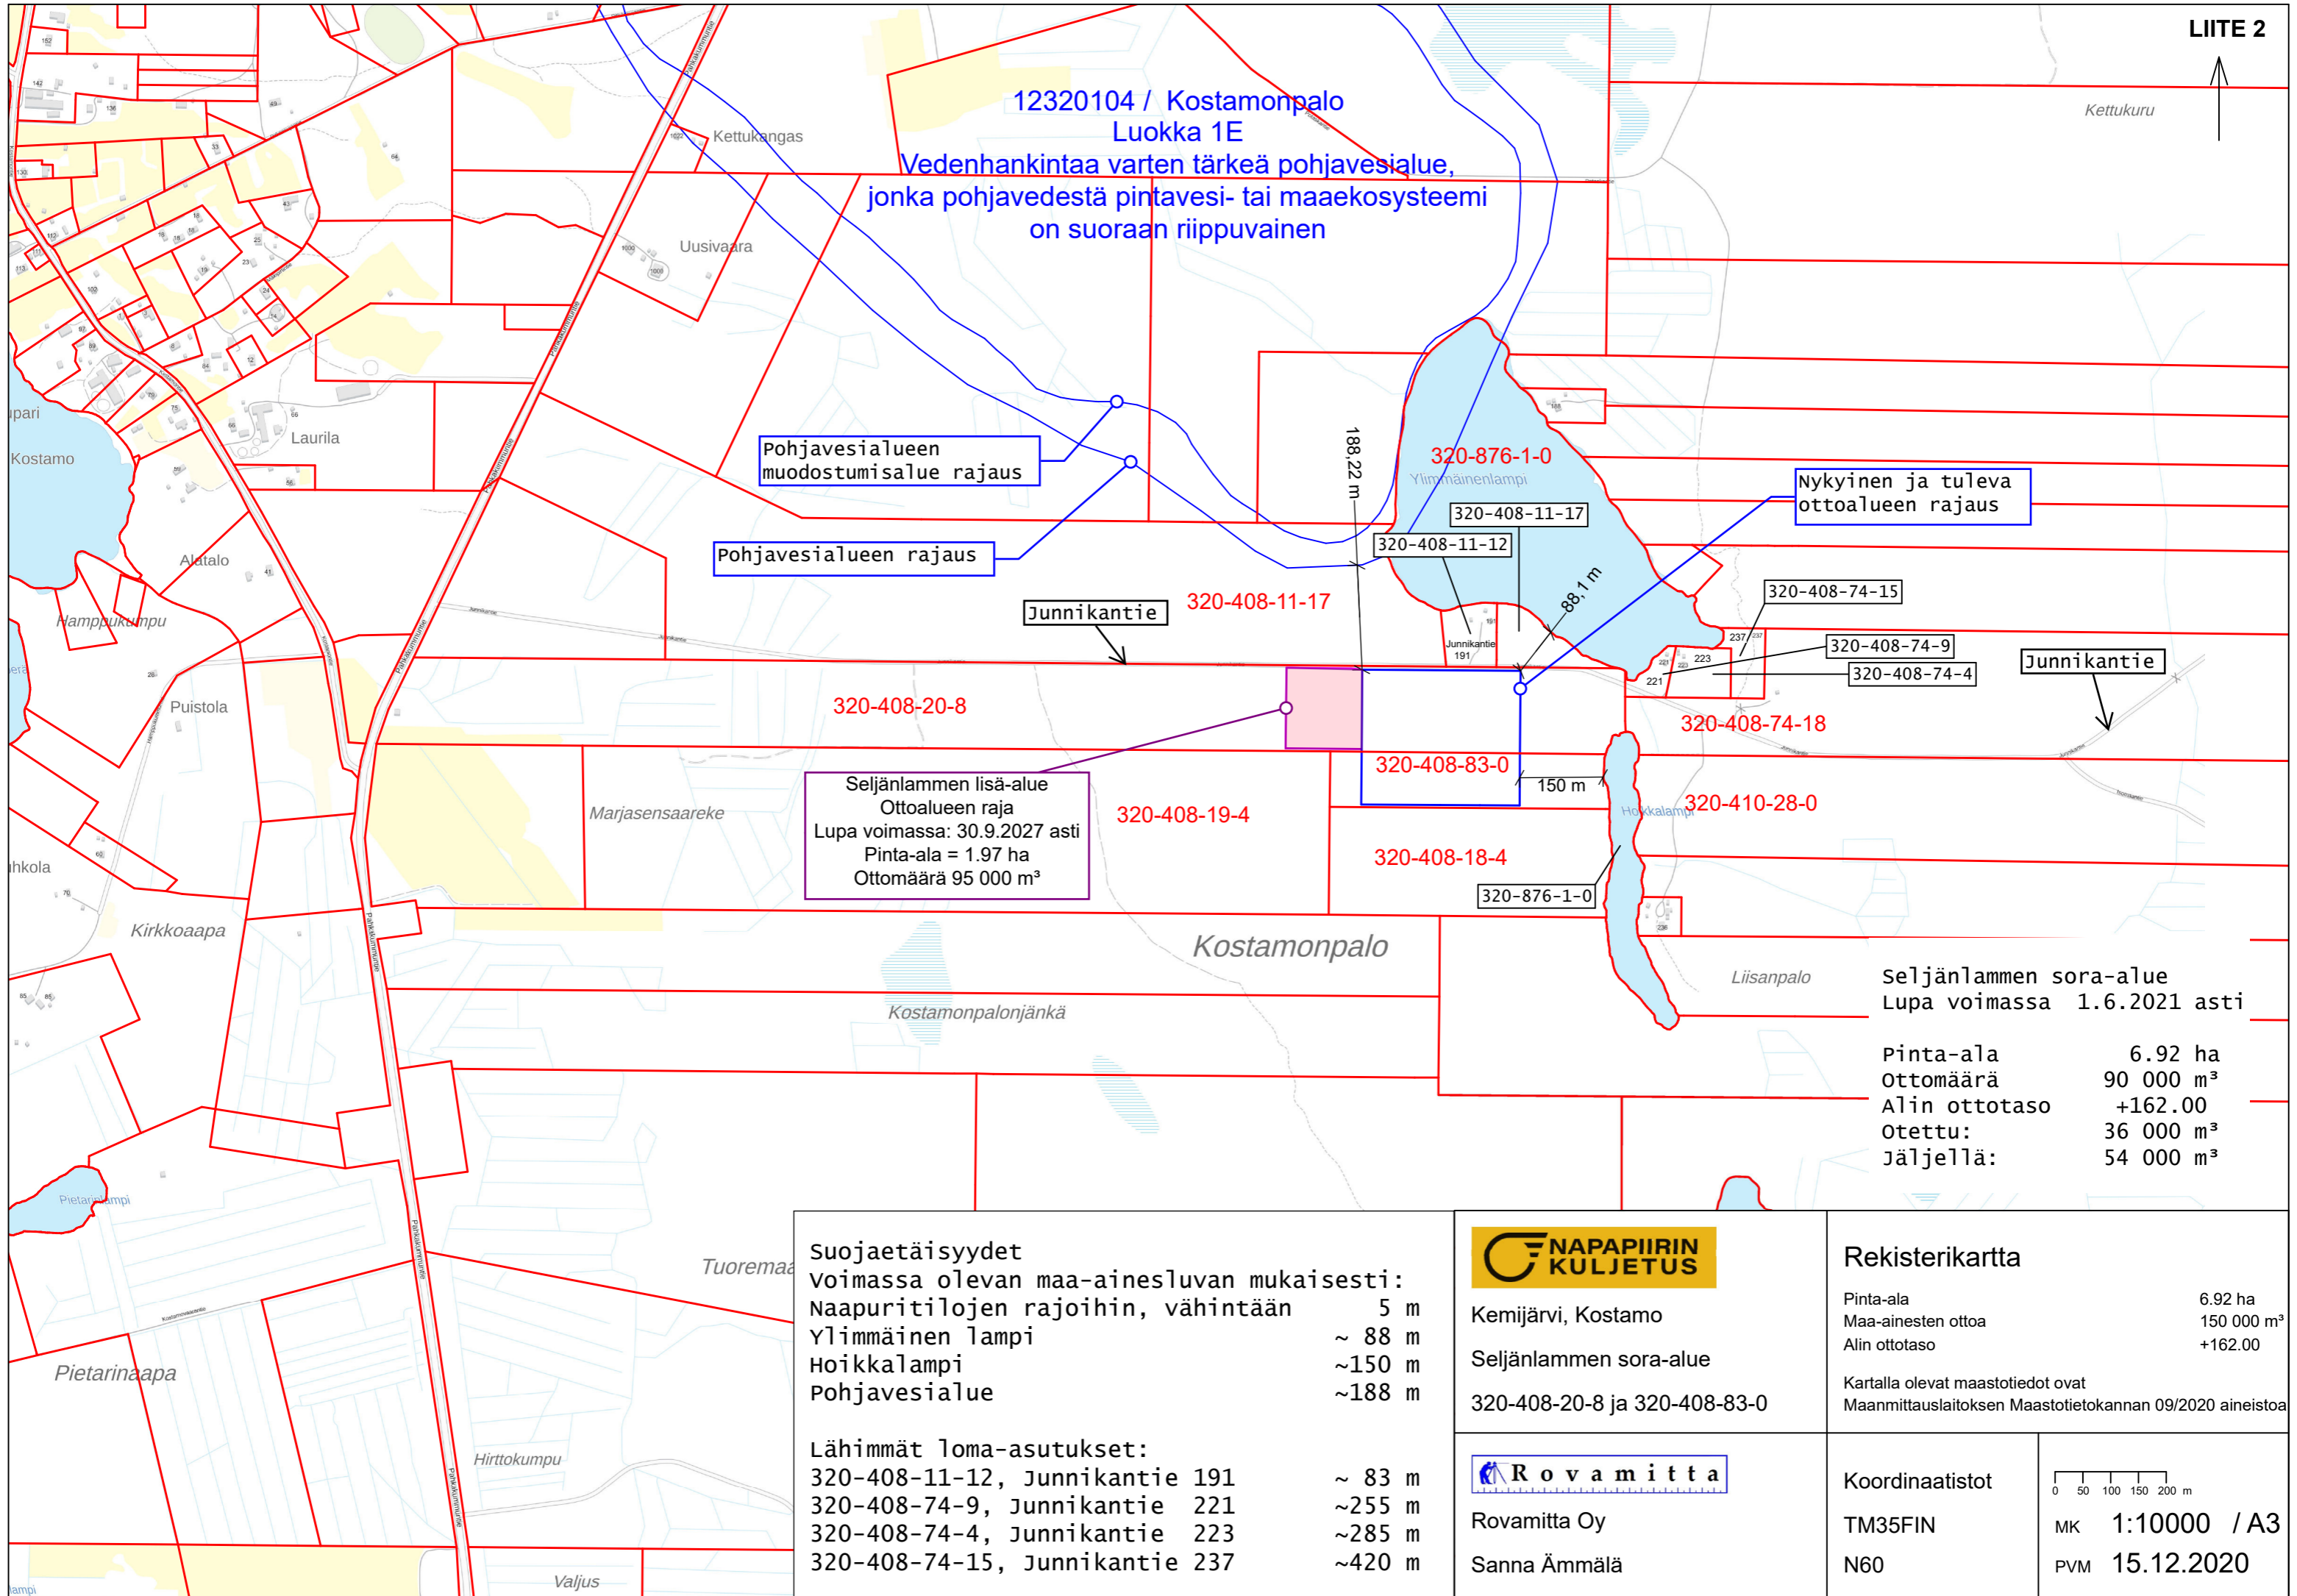 LIITE 2
Kettukuru
12320104 / Kostamonpalo
Luokka 1E
Vedenhankintaa varten tärkeä pohjavesialue,
jonka pohjavedestä pintavesi- tai maaekosysteemi
on suoraan riippuvainen
Kettukangas
Uusivaara
Pahkakummuntie
Pohjavesialueen
muodostumisalue rajaus
Pohjavesialueen rajaus
188,22 m
320-876-1-0
Ylimmäinenlampi
320-408-11-17
320-408-11-12
88,1 m
Nykyinen ja tuleva
ottoalueen rajaus
Laurila
Kostamo
Alatalo
Hamppukumpu
Puistola
Junnikantie
320-408-11-17
Junnikantie
191
320-408-74-15
320-408-74-9
320-408-74-4
237
223
221
Junnikantie
320-408-20-8
320-408-74-18
320-408-83-0
150 m
Seljänlammen lisä-alue
Ottoalueen raja
Lupa voimassa: 30.9.2027 asti
Pinta-ala = 1.97 ha
Ottomäärä 95 000 m³
Marjasensaareke
320-408-19-4
320-410-28-0
Hoikkalampi
320-408-18-4
320-876-1-0
Kirkkoaapa
Kostamonpalo
Kostamonpalonjänkä
Liisanpalo
Seljänlammen sora-alue
Lupa voimassa 1.6.2021 asti
Pinta-ala 6.92 ha
Ottomäärä 90 000 m³
Alin ottotaso +162.00
Otettu: 36 000 m³
Jäljellä: 54 000 m³
Pietarinlampi
Pietarinaapa
Tuoremaa
Hirttokumpu
Valjus
Suojaetäisyydet
Voimassa olevan maa-ainesluvan mukaisesti:
Naapuritilojen rajoihin, vähintään 5 m
Ylimmäinen lampi ~ 88 m
Hoikkalampi ~150 m
Pohjavesialue ~188 m
Lähimmät loma-asutukset:
320-408-11-12, Junnikantie 191 ~ 83 m
320-408-74-9, Junnikantie 221 ~255 m
320-408-74-4, Junnikantie 223 ~285 m
320-408-74-15, Junnikantie 237 ~420 m
NAPAPIIRIN
KULJETUS
Kemijärvi, Kostamo
Seljänlammen sora-alue
320-408-20-8 ja 320-408-83-0
Rovamitta
Rovamitta Oy
Sanna Ämmälä
Rekisterikartta
Pinta-ala 6.92 ha
Maa-ainesten ottoa 150 000 m³
Alin ottotaso +162.00
Kartalla olevat maastotiedot ovat
Maanmittauslaitoksen Maastotietokannan 09/2020 aineistoa
Koordinaatistot
TM35FIN
N60
0 50 100 150 200 m
MK 1:10000 / A3
PVM 15.12.2020